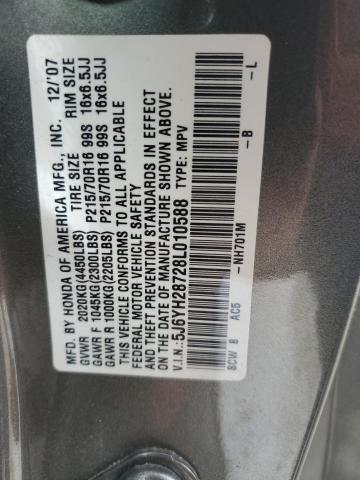 MFD. BY HONDA OF AMERICA MFG., INC. 12/'07
TIRE SIZE RIM SIZE
GVWR 2020KG(4450LBS)
GAWR F 1045KG(2300LBS) P215/70R16 99S 16x6.5JJ
GAWR R 1000KG(2205LBS) P215/70R16 99S 16x6.5JJ
THIS VEHICLE CONFORMS TO ALL APPLICABLE
FEDERAL MOTOR VEHICLE SAFETY BUMPER
AND THEFT PREVENTION STANDARDS IN EFFECT
ON THE DATE OF MANUFACTURE SHOWN ABOVE.
V.I.N.: 5J6YH28728L010588 TYPE: MPV
SCW 8 AC5 -NH701M -B -L